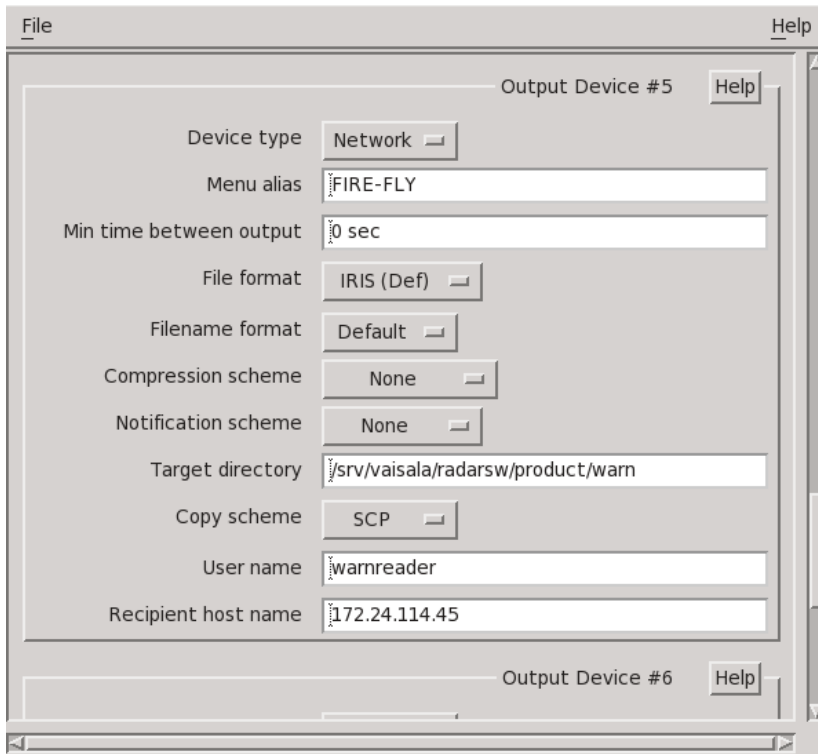 File Help
Output Device #5 Help
Device type Network
Menu alias FIRE-FLY
Min time between output 0 sec
File format IRIS (Def)
Filename format Default
Compression scheme None
Notification scheme None
Target directory /srv/vaisala/radarsw/product/warn
Copy scheme SCP
User name warnreader
Recipient host name 172.24.114.45
Output Device #6 Help